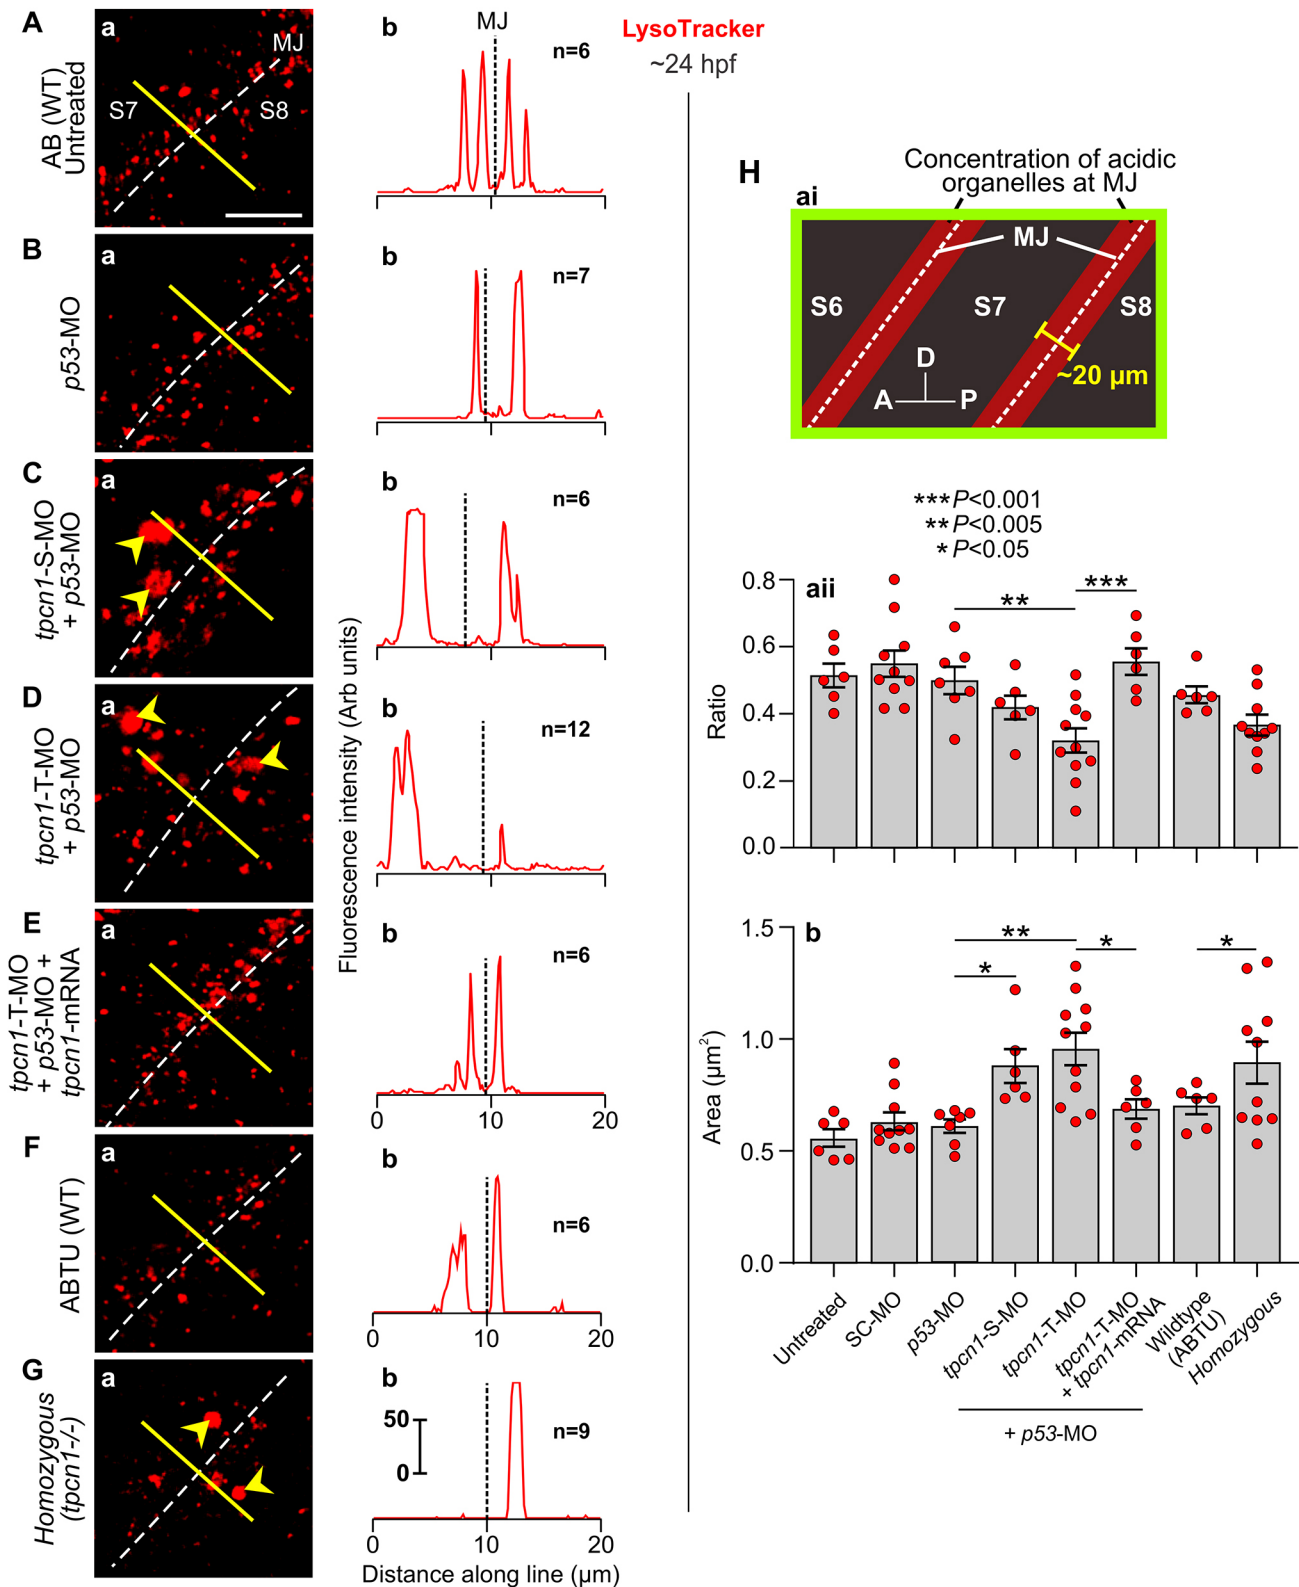 A
AB (WT)
Untreated
a
MJ
S7
S8
b
MJ
n=6
LysoTracker
~24 hpf
B
p53-MO
a
b
n=7
C
tpcn1-S-MO
+ p53-MO
a
b
n=6
D
tpcn1-T-MO
+ p53-MO
a
b
n=12
E
tpcn1-T-MO
+ p53-MO +
tpcn1-mRNA
a
b
n=6
0
10
20
F
ABTU (WT)
a
b
n=6
0
10
20
G
Homozygous
(tpcn1-/-)
a
b
50
0
n=9
0
10
20
Distance along line (µm)
Fluorescence intensity (Arb units)
H
Concentration of acidic
organelles at MJ
ai
MJ
S6
S7
S8
D
A
P
~20 µm
***P<0.001
**P<0.005
*P<0.05
aii
Ratio
0.8
0.6
0.4
0.2
0.0
**
***
b
Area (µm²)
1.5
1.0
0.5
0.0
**
*
*
*
Untreated
SC-MO
p53-MO
tpcn1-S-MO
tpcn1-T-MO
tpcn1-T-MO
+ tpcn1-mRNA
Wildtype
(ABTU)
Homozygous
+ p53-MO